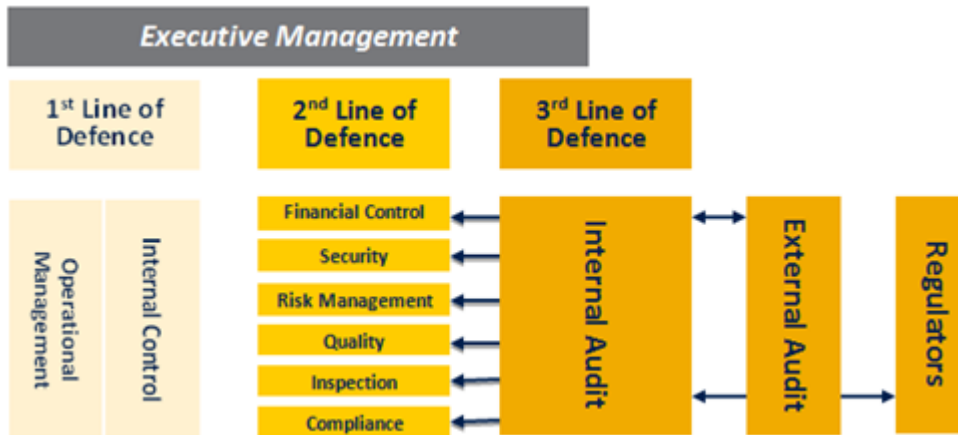 Executive Management
1st Line of
Defence
2nd Line of
Defence
3rd Line of
Defence
Operational
Management
Internal Control
Financial Control
Security
Risk Management
Quality
Inspection
Compliance
Internal Audit
External Audit
Regulators